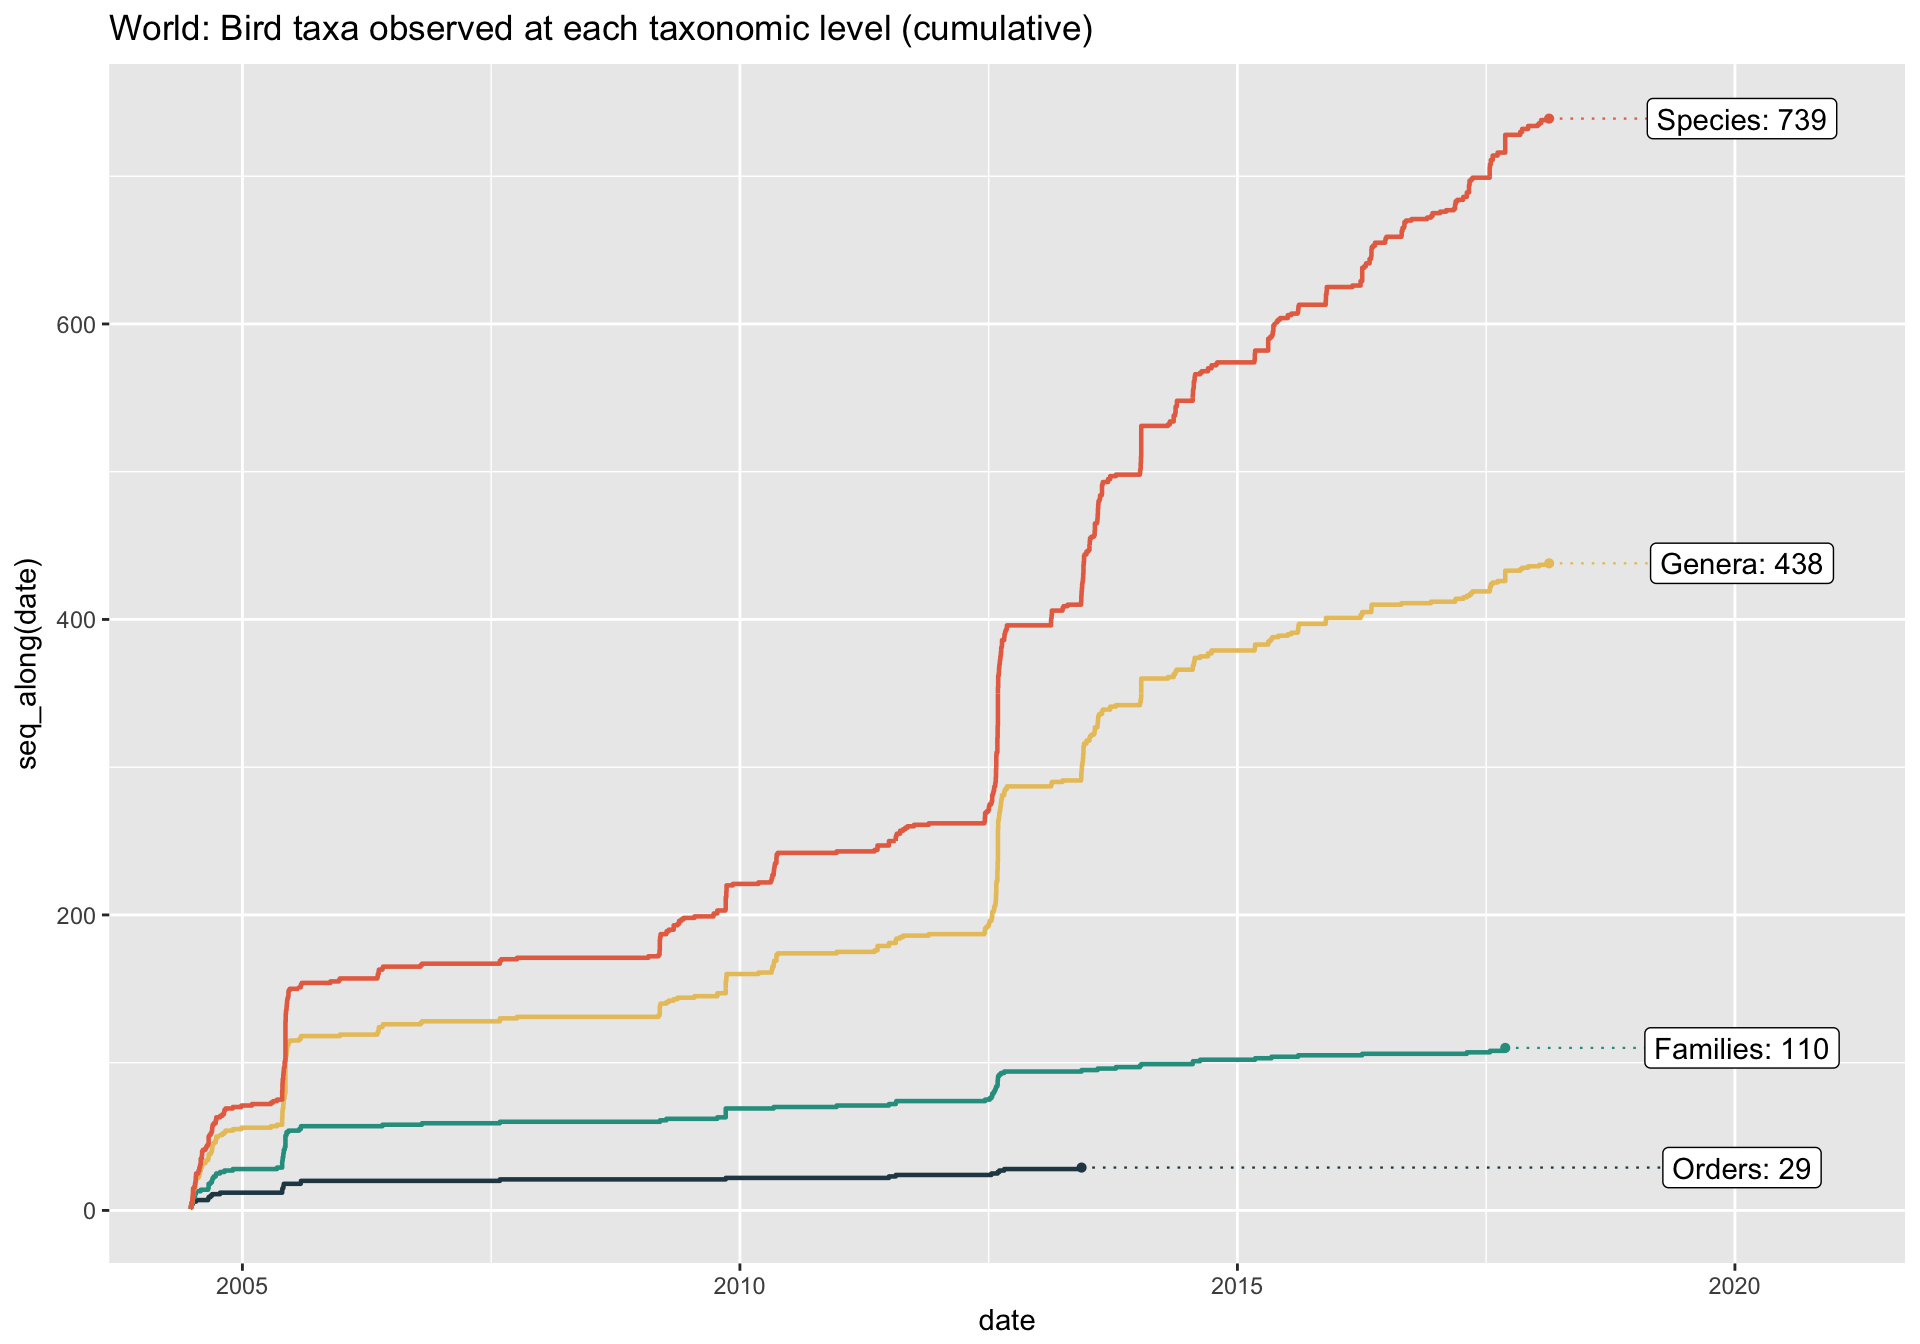 World: Bird taxa observed at each taxonomic level (cumulative)
Species: 739
600
Genera: 438
400
seq_along(date)
200
Families: 110
Orders: 29
0
2005 2010 2015 2020
date